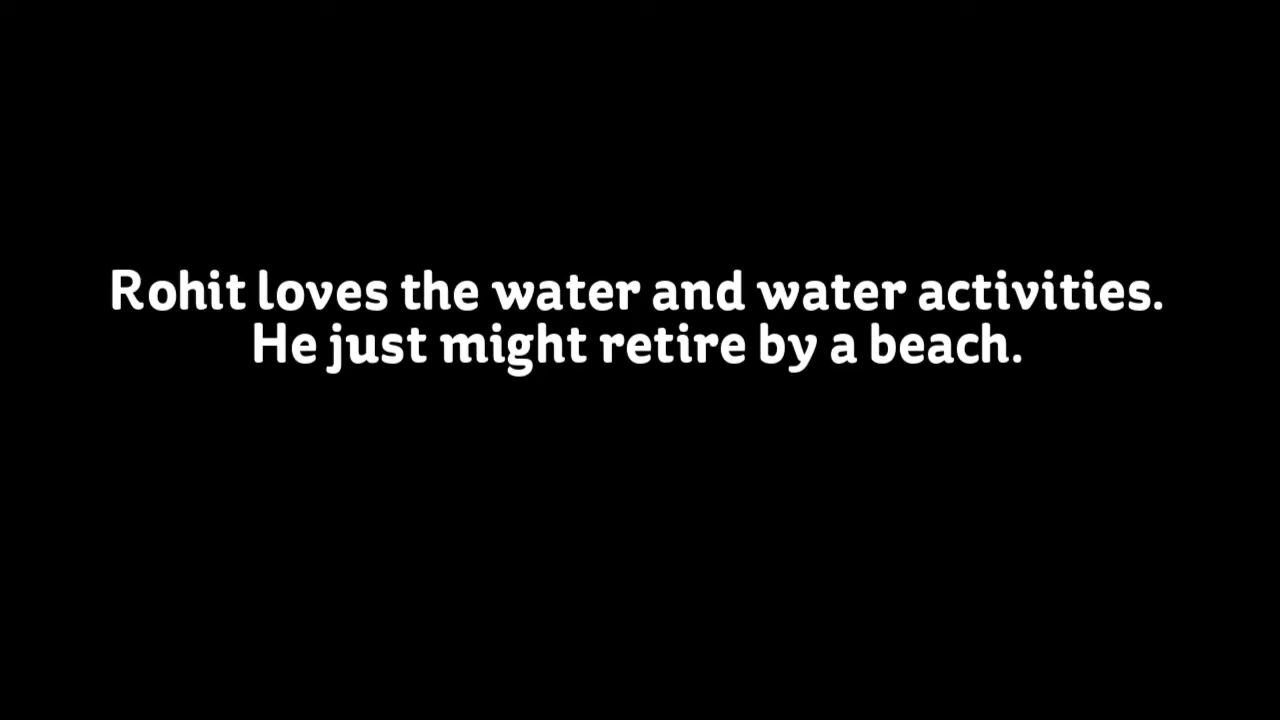 Rohit loves the water and water activities.
He just might retire by a beach.